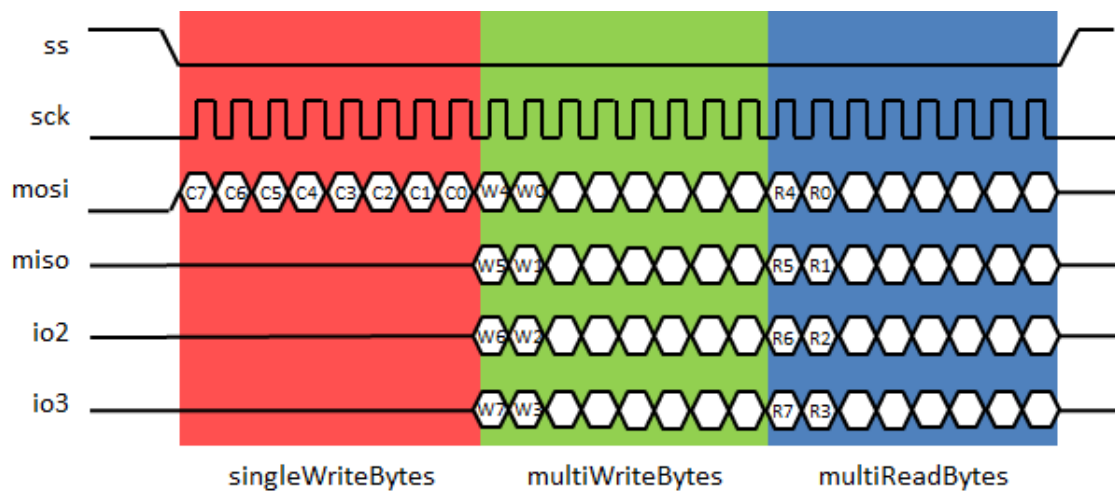 ss
sck
mosi C7 C6 C5 C4 C3 C2 C1 C0 W4 W0 R4 R0
miso W5 W1 R5 R1
io2 W6 W2 R6 R2
io3 W7 W3 R7 R3
singleWriteBytes multiWriteBytes multiReadBytes